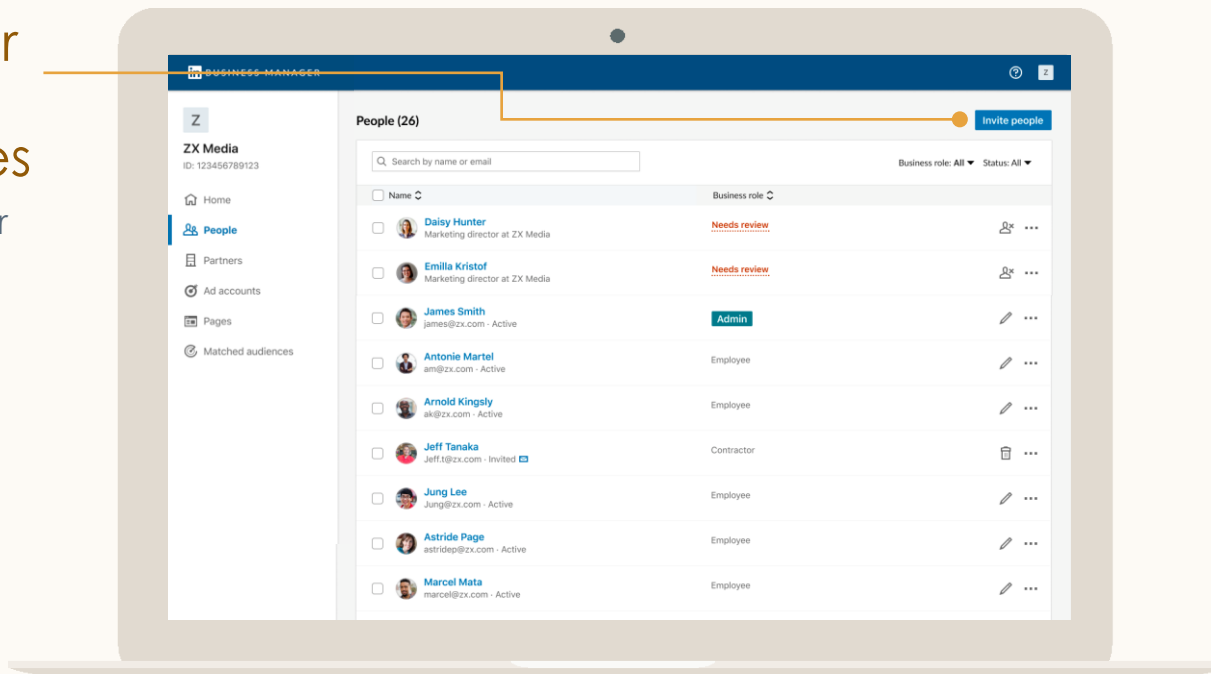 r
es
r
in BUSINESS MANAGER
Z
Z
ZX Media
ID: 123456789123
Home
People
Partners
Ad accounts
Pages
Matched audiences
People (26)
Invite people
Search by name or email
Business role: All Status: All
Name Business role
Daisy Hunter
Marketing director at ZX Media
Needs review
Emilla Kristof
Marketing director at ZX Media
Needs review
James Smith
james@zx.com - Active
Admin
Antonie Martel
am@zx.com - Active
Employee
Arnold Kingsly
ak@zx.com - Active
Employee
Jeff Tanaka
Jeff.t@zx.com - Invited
Contractor
Jung Lee
Jung@zx.com - Active
Employee
Astride Page
astridep@zx.com - Active
Employee
Marcel Mata
marcel@zx.com - Active
Employee